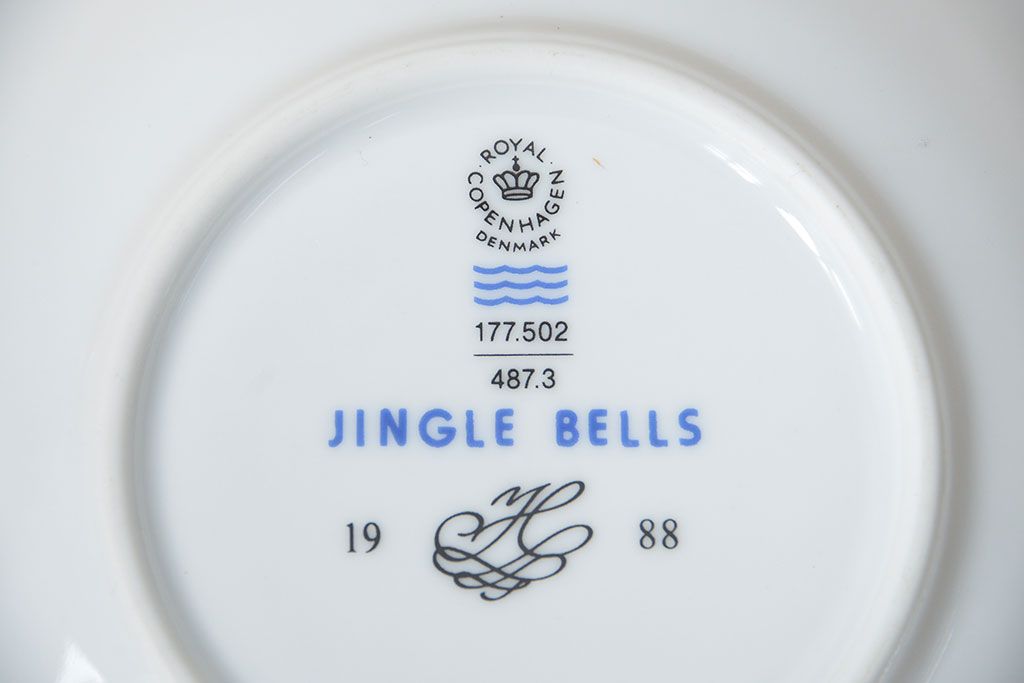 ROYAL
COPENHAGEN
DENMARK
177.502
487.3
JINGLE BELLS
19 H 88